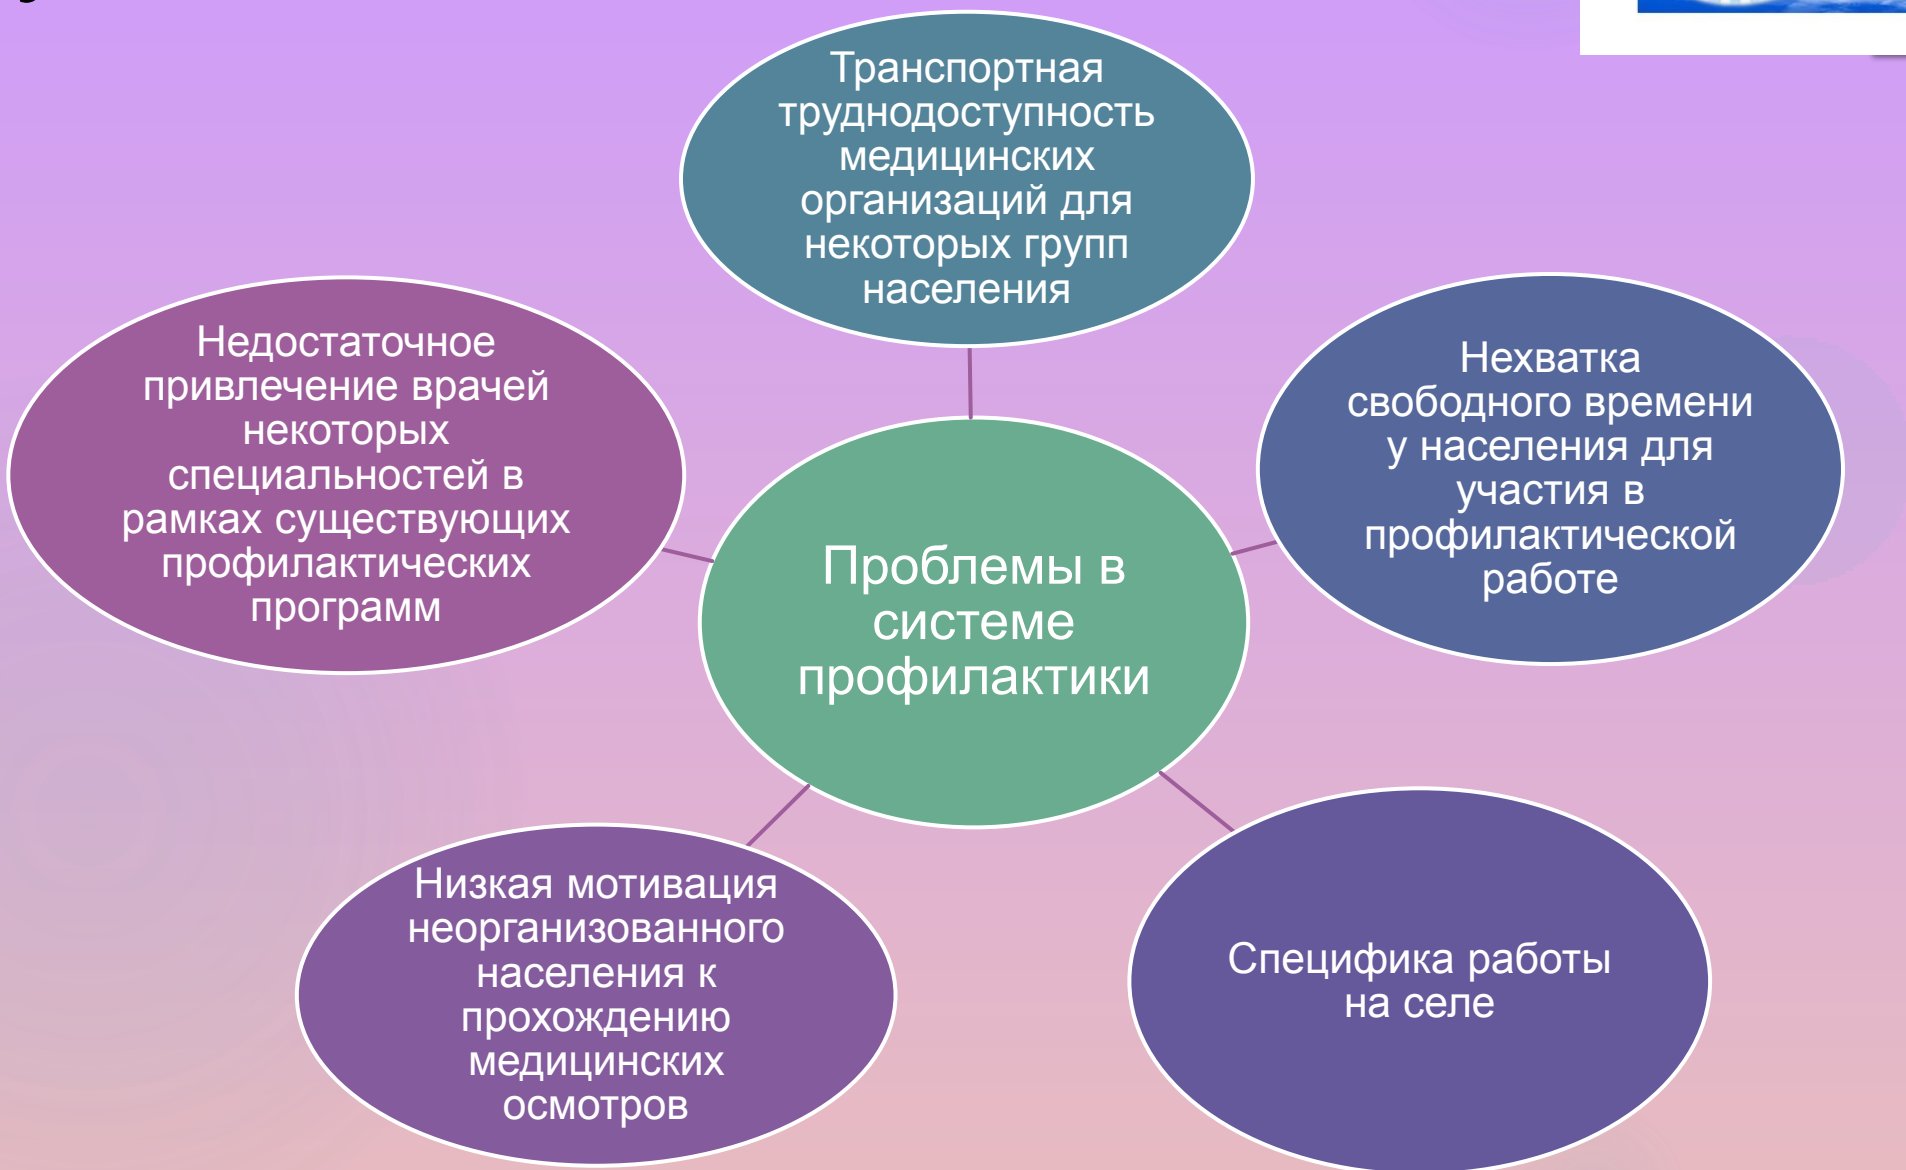 Транспортная
труднодоступность
медицинских
организаций для
некоторых групп
населения
Недостаточное
привлечение врачей
некоторых
специальностей в
рамках существующих
профилактических
программ
Нехватка
свободного времени
у населения для
участия в
профилактической
работе
Проблемы в
системе
профилактики
Низкая мотивация
неорганизованного
населения к
прохождению
медицинских
осмотров
Специфика работы
на селе